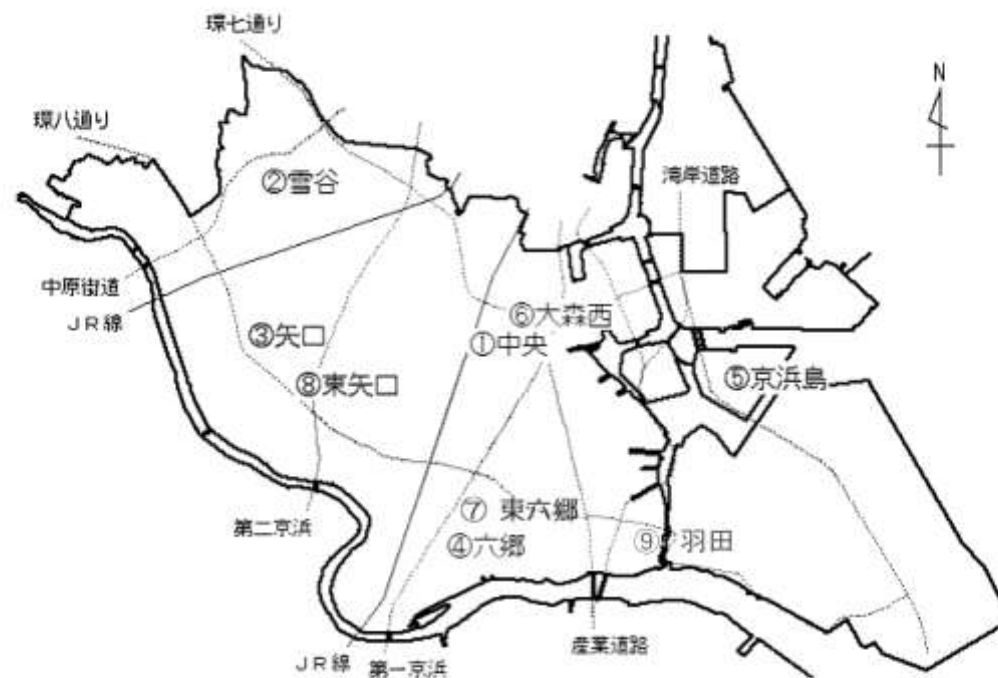 環七通り
環八通り
N
②雪谷
湾岸道路
中原街道
JR線
③矢口
⑥大森西
①中央
⑧東矢口
⑤京浜島
⑦ 東六郷
第二京浜
④六郷
⑨ 羽田
産業道路
JR線
第一京浜